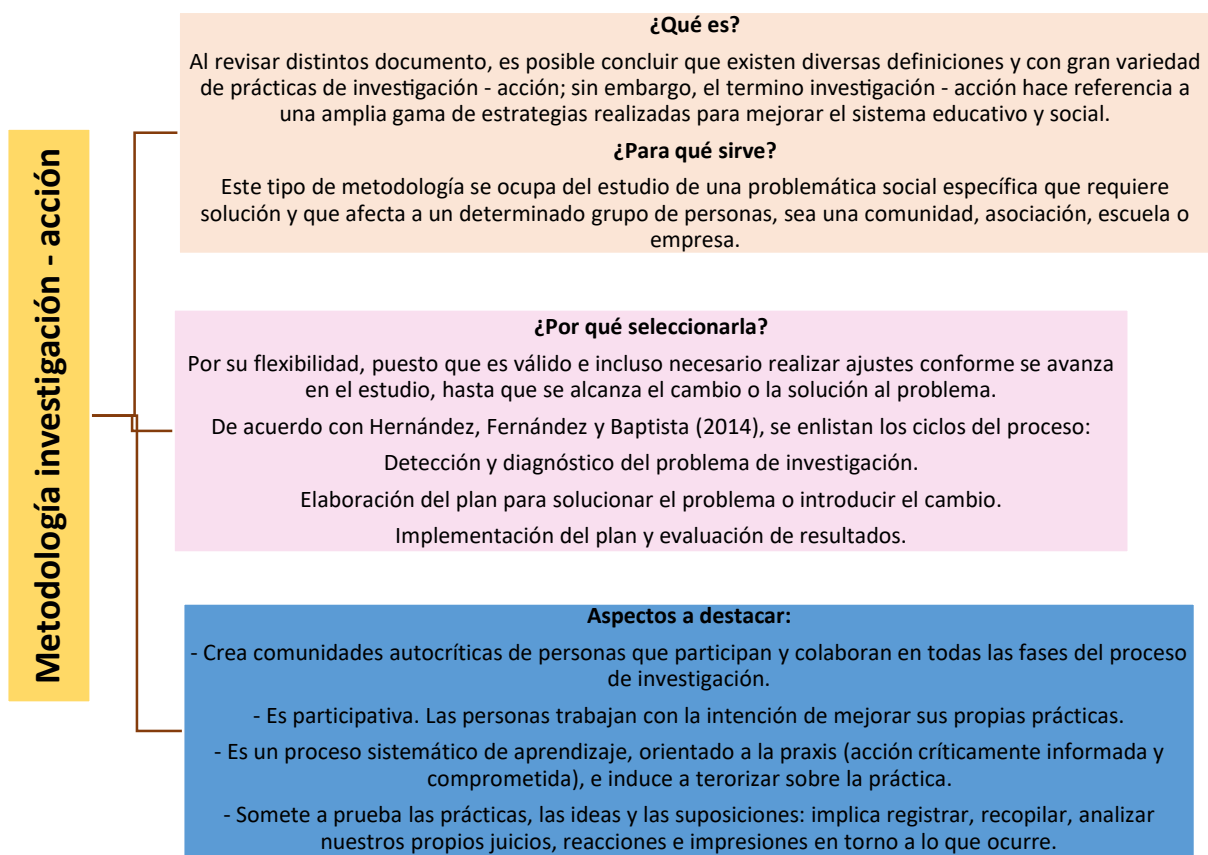 Metodología investigación - acción
¿Qué es?
Al revisar distintos documento, es posible concluir que existen diversas definiciones y con gran variedad
de prácticas de investigación - acción; sin embargo, el termino investigación - acción hace referencia a
una amplia gama de estrategias realizadas para mejorar el sistema educativo y social.
¿Para qué sirve?
Este tipo de metodología se ocupa del estudio de una problemática social específica que requiere
solución y que afecta a un determinado grupo de personas, sea una comunidad, asociación, escuela o
empresa.
¿Por qué seleccionarla?
Por su flexibilidad, puesto que es válido e incluso necesario realizar ajustes conforme se avanza
en el estudio, hasta que se alcanza el cambio o la solución al problema.
De acuerdo con Hernández, Fernández y Baptista (2014), se enlistan los ciclos del proceso:
Detección y diagnóstico del problema de investigación.
Elaboración del plan para solucionar el problema o introducir el cambio.
Implementación del plan y evaluación de resultados.
Aspectos a destacar:
- Crea comunidades autocríticas de personas que participan y colaboran en todas las fases del proceso
de investigación.
- Es participativa. Las personas trabajan con la intención de mejorar sus propias prácticas.
- Es un proceso sistemático de aprendizaje, orientado a la praxis (acción críticamente informada y
comprometida), e induce a terorizar sobre la práctica.
- Somete a prueba las prácticas, las ideas y las suposiciones: implica registrar, recopilar, analizar
nuestros propios juicios, reacciones e impresiones en torno a lo que ocurre.